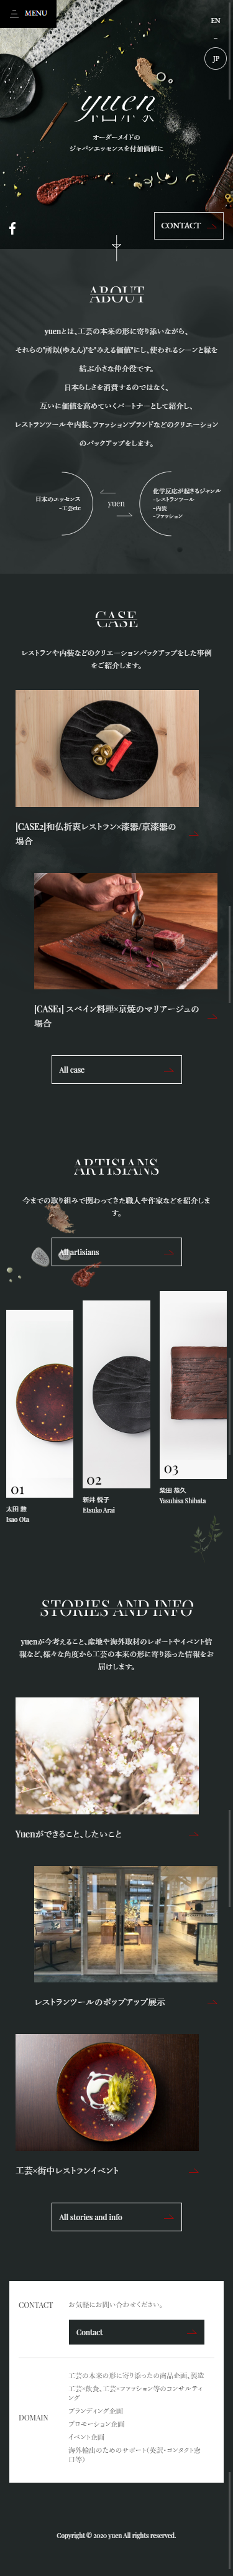 MENU
EN
JP
yuen
オーダーメイドの
ジャパンエッセンスを付加価値に
CONTACT
ABOUT
yuenとは、工芸の本来の形に寄り添いながら、
それらの"所以(ゆえん)"を"みえる価値"にし、使われるシーンと縁を
結ぶ小さな仲介役です。
日本らしさを消費するのではなく、
互いに価値を高めていくパートナーとして紹介し、
レストランツールや内装、ファッションブランドなどのクリエーション
のバックアップをします。
日本のエッセンス
-工芸etc
yuen
化学反応が起きるジャンル
-レストランツール
-内装
-ファッション
CASE
レストランや内装などのクリエーションバックアップをした事例
をご紹介します。
[CASE2]和仏折衷レストラン×漆器/京漆器の
場合
[CASE1] スペイン料理×京焼のマリアージュの
場合
All case
ARTISIANS
今までの取り組みで関わってきた職人や作家などを紹介しま
す。
All artisians
01
太田 勲
Isao Ota
02
新井 悦子
Etsuko Arai
03
柴田 恭久
Yasuhisa Shibata
STORIES AND INFO
yuenが今考えること、産地や海外取材のレポートやイベント情
報など、様々な角度から工芸の本来の形に寄り添った情報をお
届けします。
Yuenができること、したいこと
レストランツールのポップアップ展示
工芸×街中レストランイベント
All stories and info
CONTACT
お気軽にお問い合わせください。
Contact
DOMAIN
工芸の本来の形に寄り添ったの商品企画、製造
工芸×飲食、工芸×ファッション等のコンサルティ
ング
ブランディング企画
プロモーション企画
イベント企画
海外輸出のためのサポート(英訳・コンタクト窓
口等)
Copyright © 2020 yuen All rights reserved.